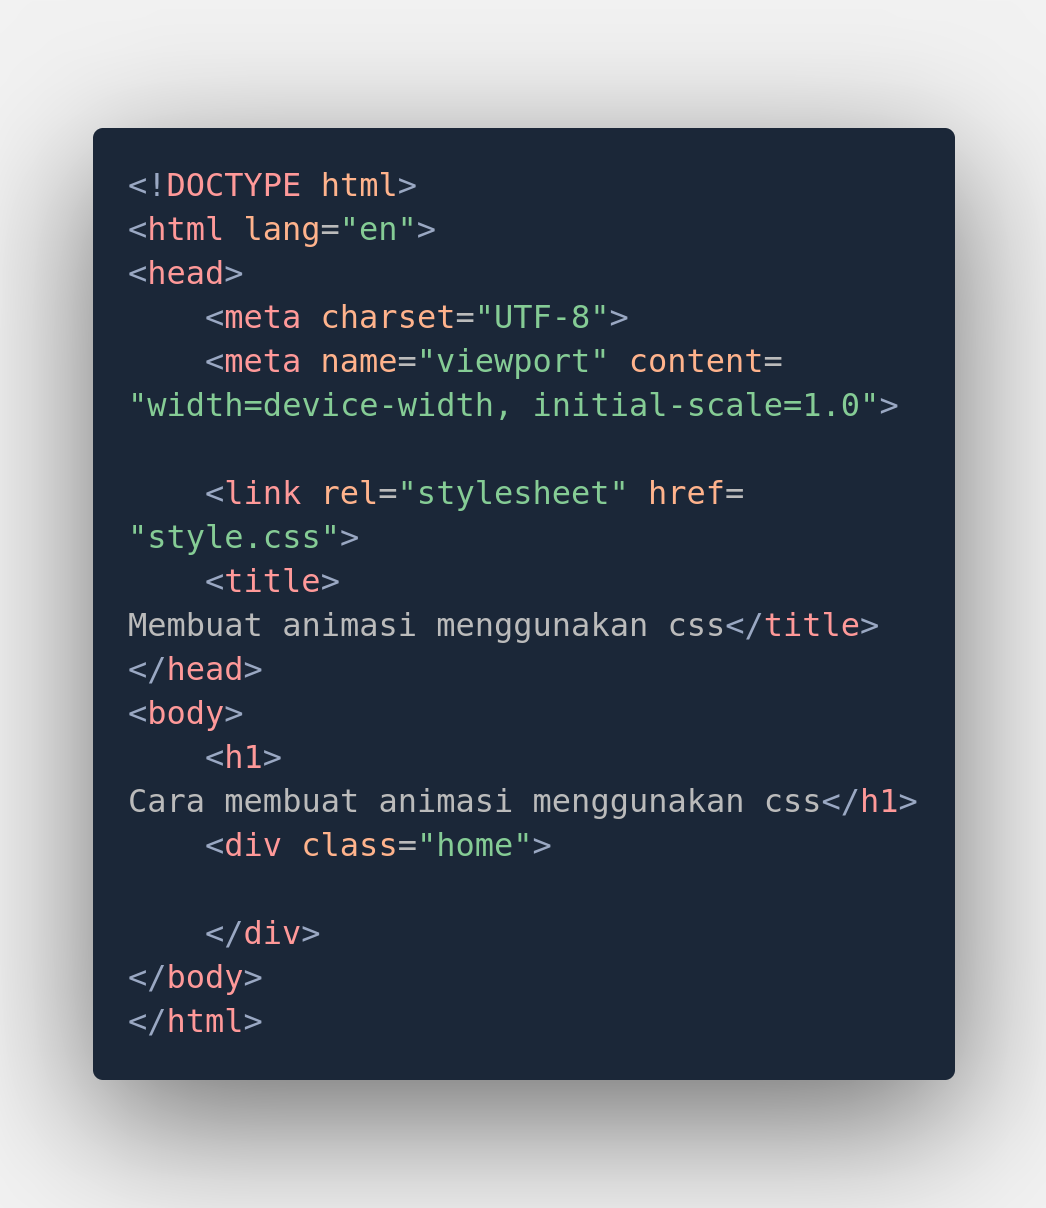 <!DOCTYPE html>
<html lang="en">
<head>
    <meta charset="UTF-8">
    <meta name="viewport" content=
"width=device-width, initial-scale=1.0">
    <link rel="stylesheet" href=
"style.css">
    <title>
Membuat animasi menggunakan css</title>
</head>
<body>
    <h1>
Cara membuat animasi menggunakan css</h1>
    <div class="home">
    </div>
</body>
</html>